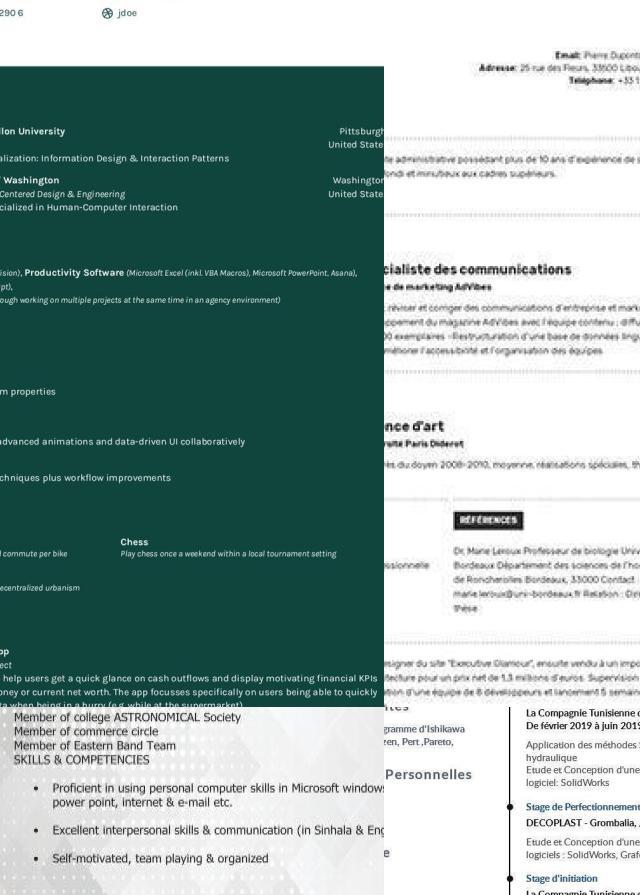 290 6
jdoe
llon University
Pittsburgh
United State
alization: Information Design & Interaction Patterns
Washington
Washington
Centered Design & Engineering
United State
cialized in Human-Computer Interaction
ision), Productivity Software (Microsoft Excel (inkl. VBA Macros), Microsoft PowerPoint, Asana),
ipt),
ough working on multiple projects at the same time in an agency environment)
m properties
advanced animations and data-driven UI collaboratively
chniques plus workflow improvements
Chess
l commute per bike
Play chess once a weekend within a local tournament setting
ecentralized urbanism
pp
ect
help users get a quick glance on cash outflows and display motivating financial KPIs
oney or current net worth. The app focusses specifically on users being able to quickly
ta when being in a hurry (e.g. while at the supermarket)
Email: Pierre Dupont
Adresse: 25 rue des Fleurs, 33500 Libou
Téléphone: +33 1
te administrative possédant plus de 10 ans d'expérience de s
fondi et minutieux aux cadres supérieurs.
cialiste des communications
e de marketing AdVibes
réviser et corriger des communications d'entreprise et mark
ppement du magazine AdVibes avec l'équipe contenu ; diffu
00 exemplaires -Restructuration d'une base de données lingu
méliorer l'accessibilité et l'organisation des équipes.
nce d'art
rsité Paris Diderot
ès du doyen 2008-2010, moyenne, réalisations spéciales, th
RÉFÉRENCES
Dr. Marie Leroux Professeur de biologie Univ
ssionnelle
Bordeaux Département des sciences de l'ho
de Roncherolles Bordeaux, 33000 Contact :
marie.leroux@uni-bordeaux.fr Relation : Dir
thèse
esigner du site "Executive Glamour", ensuite vendu à un impo
tecture pour un prix net de 1,3 millions d'euros. Supervision
tion d'une équipe de 8 développeurs et lancement 5 semain
Member of college ASTRONOMICAL Society
Member of commerce circle
Member of Eastern Band Team
SKILLS & COMPETENCIES
• Proficient in using personal computer skills in Microsoft windows
power point, internet & e-mail etc.
• Excellent interpersonal skills & communication (in Sinhala & Eng
• Self-motivated, team playing & organized
gramme d'Ishikawa
zen, Pert ,Pareto,
Personnelles
e
La Compagnie Tunisienne d
De février 2019 à juin 2019
Application des méthodes
hydraulique
Etude et Conception d'une
logiciel: SolidWorks
Stage de Perfectionnement
DECOPLAST - Grombalia, 
Etude et Conception d'une
logiciels : SolidWorks, Graf
Stage d'initiation
La Compagnie Tunisienne d